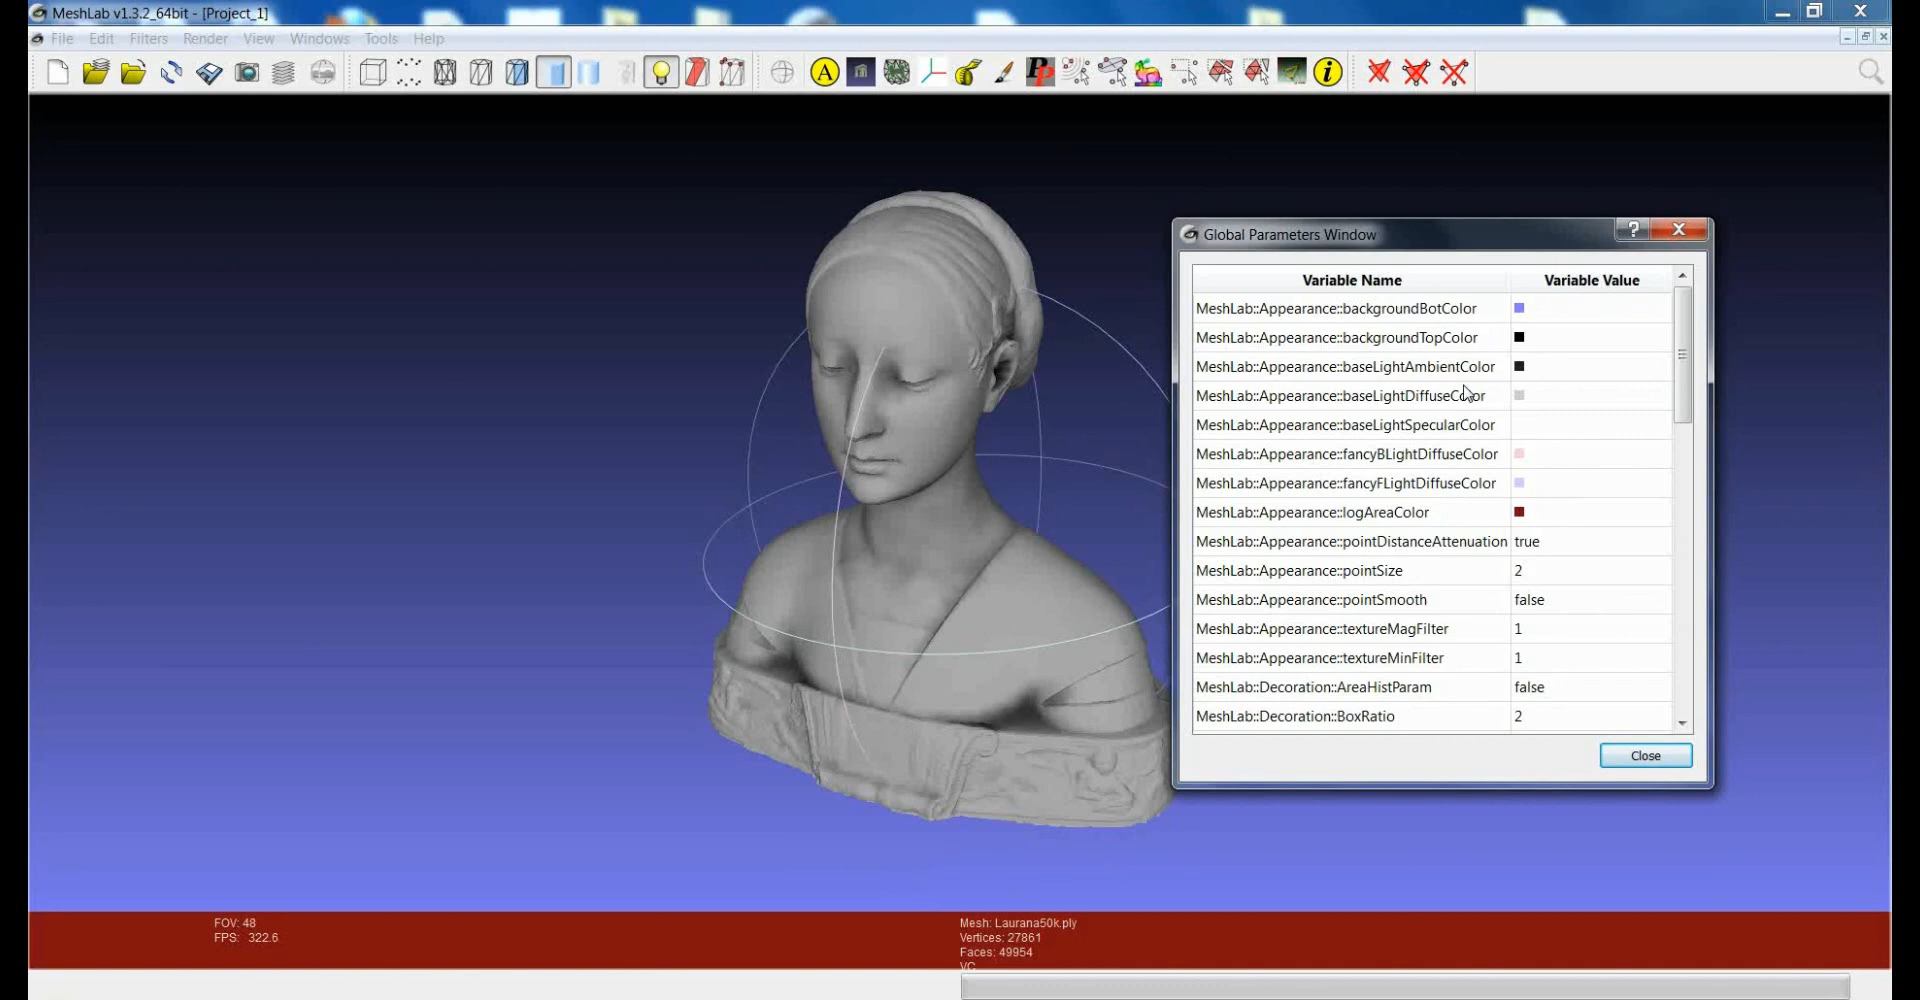 MeshLab v1.3.2_64bit - [Project_1]
File Edit Filters Render View Windows Tools Help
A
Pp
i
Global Parameters Window
?
Variable Name Variable Value
MeshLab::Appearance::backgroundBotColor
MeshLab::Appearance::backgroundTopColor
MeshLab::Appearance::baseLightAmbientColor
MeshLab::Appearance::baseLightDiffuseColor
MeshLab::Appearance::baseLightSpecularColor
MeshLab::Appearance::fancyBLightDiffuseColor
MeshLab::Appearance::fancyFLightDiffuseColor
MeshLab::Appearance::logAreaColor
MeshLab::Appearance::pointDistanceAttenuation true
MeshLab::Appearance::pointSize 2
MeshLab::Appearance::pointSmooth false
MeshLab::Appearance::textureMagFilter 1
MeshLab::Appearance::textureMinFilter 1
MeshLab::Decoration::AreaHistParam false
MeshLab::Decoration::BoxRatio 2
Close
FOV: 48
FPS: 322.6
Mesh: Laurana50k.ply
Vertices: 27861
Faces: 49954
VC